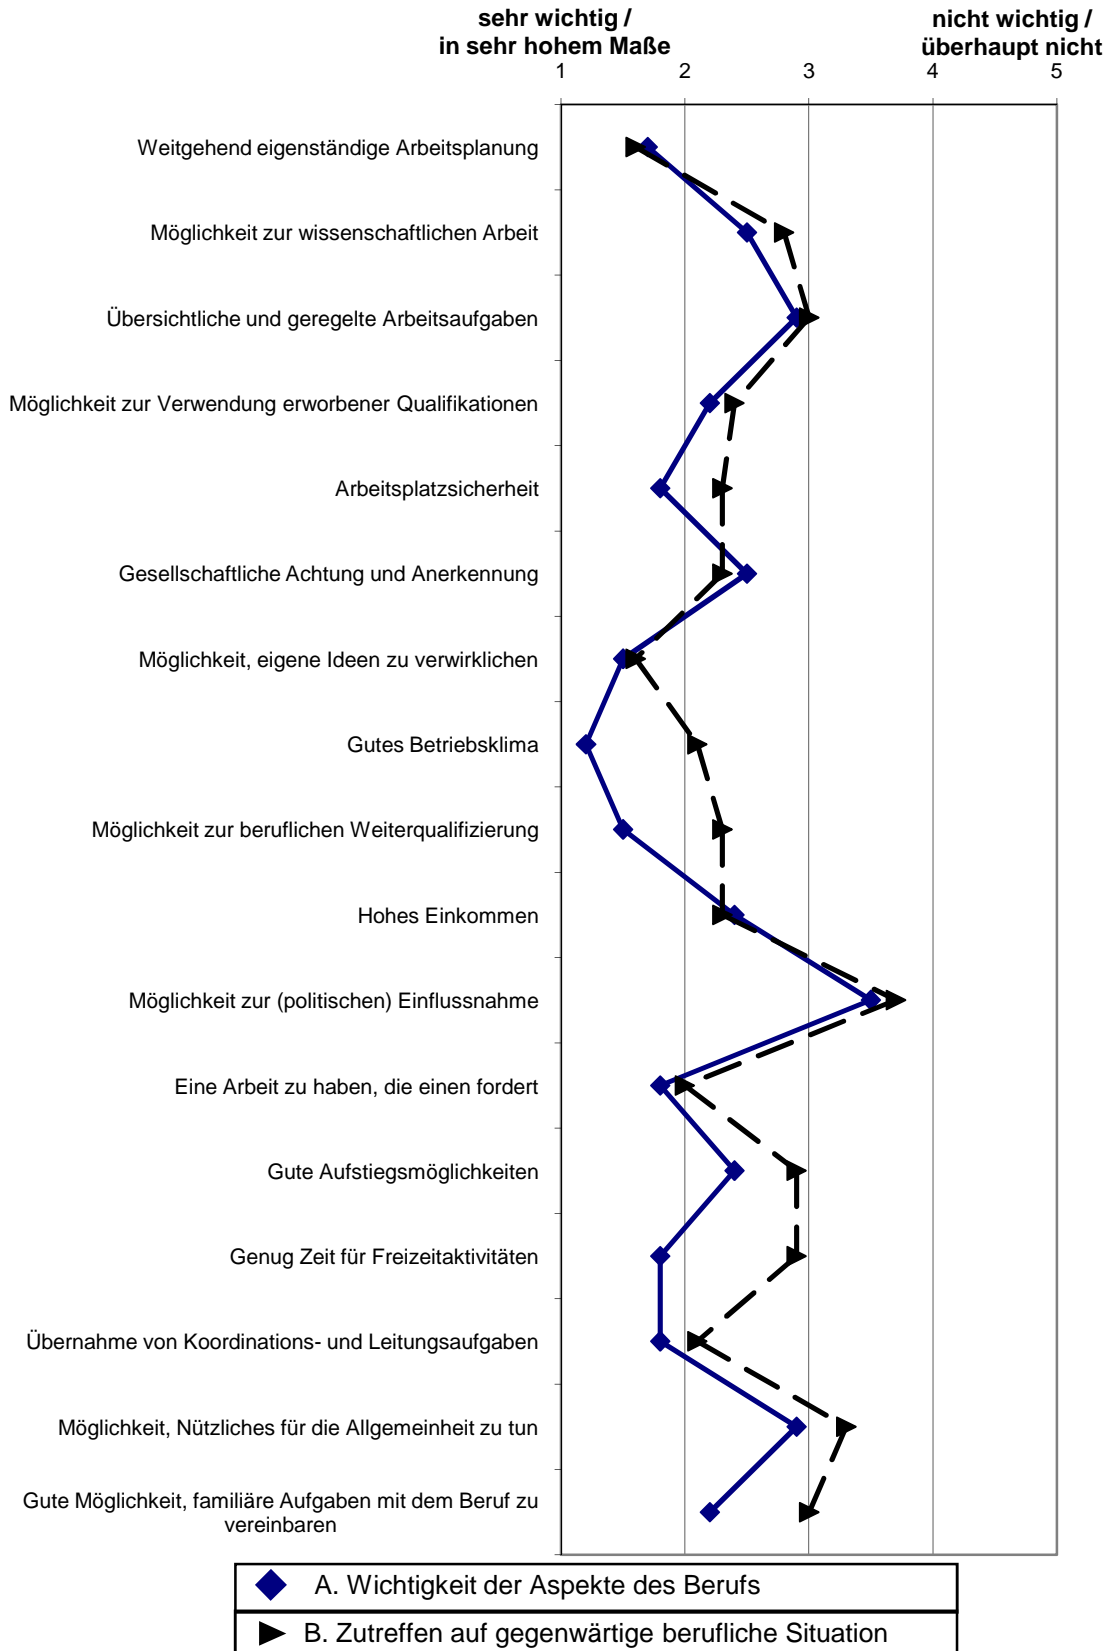 sehr wichtig /
in sehr hohem Maße
nicht wichtig /
überhaupt nicht
1 2 3 4 5
Weitgehend eigenständige Arbeitsplanung
Möglichkeit zur wissenschaftlichen Arbeit
Übersichtliche und geregelte Arbeitsaufgaben
Möglichkeit zur Verwendung erworbener Qualifikationen
Arbeitsplatzsicherheit
Gesellschaftliche Achtung und Anerkennung
Möglichkeit, eigene Ideen zu verwirklichen
Gutes Betriebsklima
Möglichkeit zur beruflichen Weiterqualifizierung
Hohes Einkommen
Möglichkeit zur (politischen) Einflussnahme
Eine Arbeit zu haben, die einen fordert
Gute Aufstiegsmöglichkeiten
Genug Zeit für Freizeitaktivitäten
Übernahme von Koordinations- und Leitungsaufgaben
Möglichkeit, Nützliches für die Allgemeinheit zu tun
Gute Möglichkeit, familiäre Aufgaben mit dem Beruf zu
vereinbaren
A. Wichtigkeit der Aspekte des Berufs
B. Zutreffen auf gegenwärtige berufliche Situation